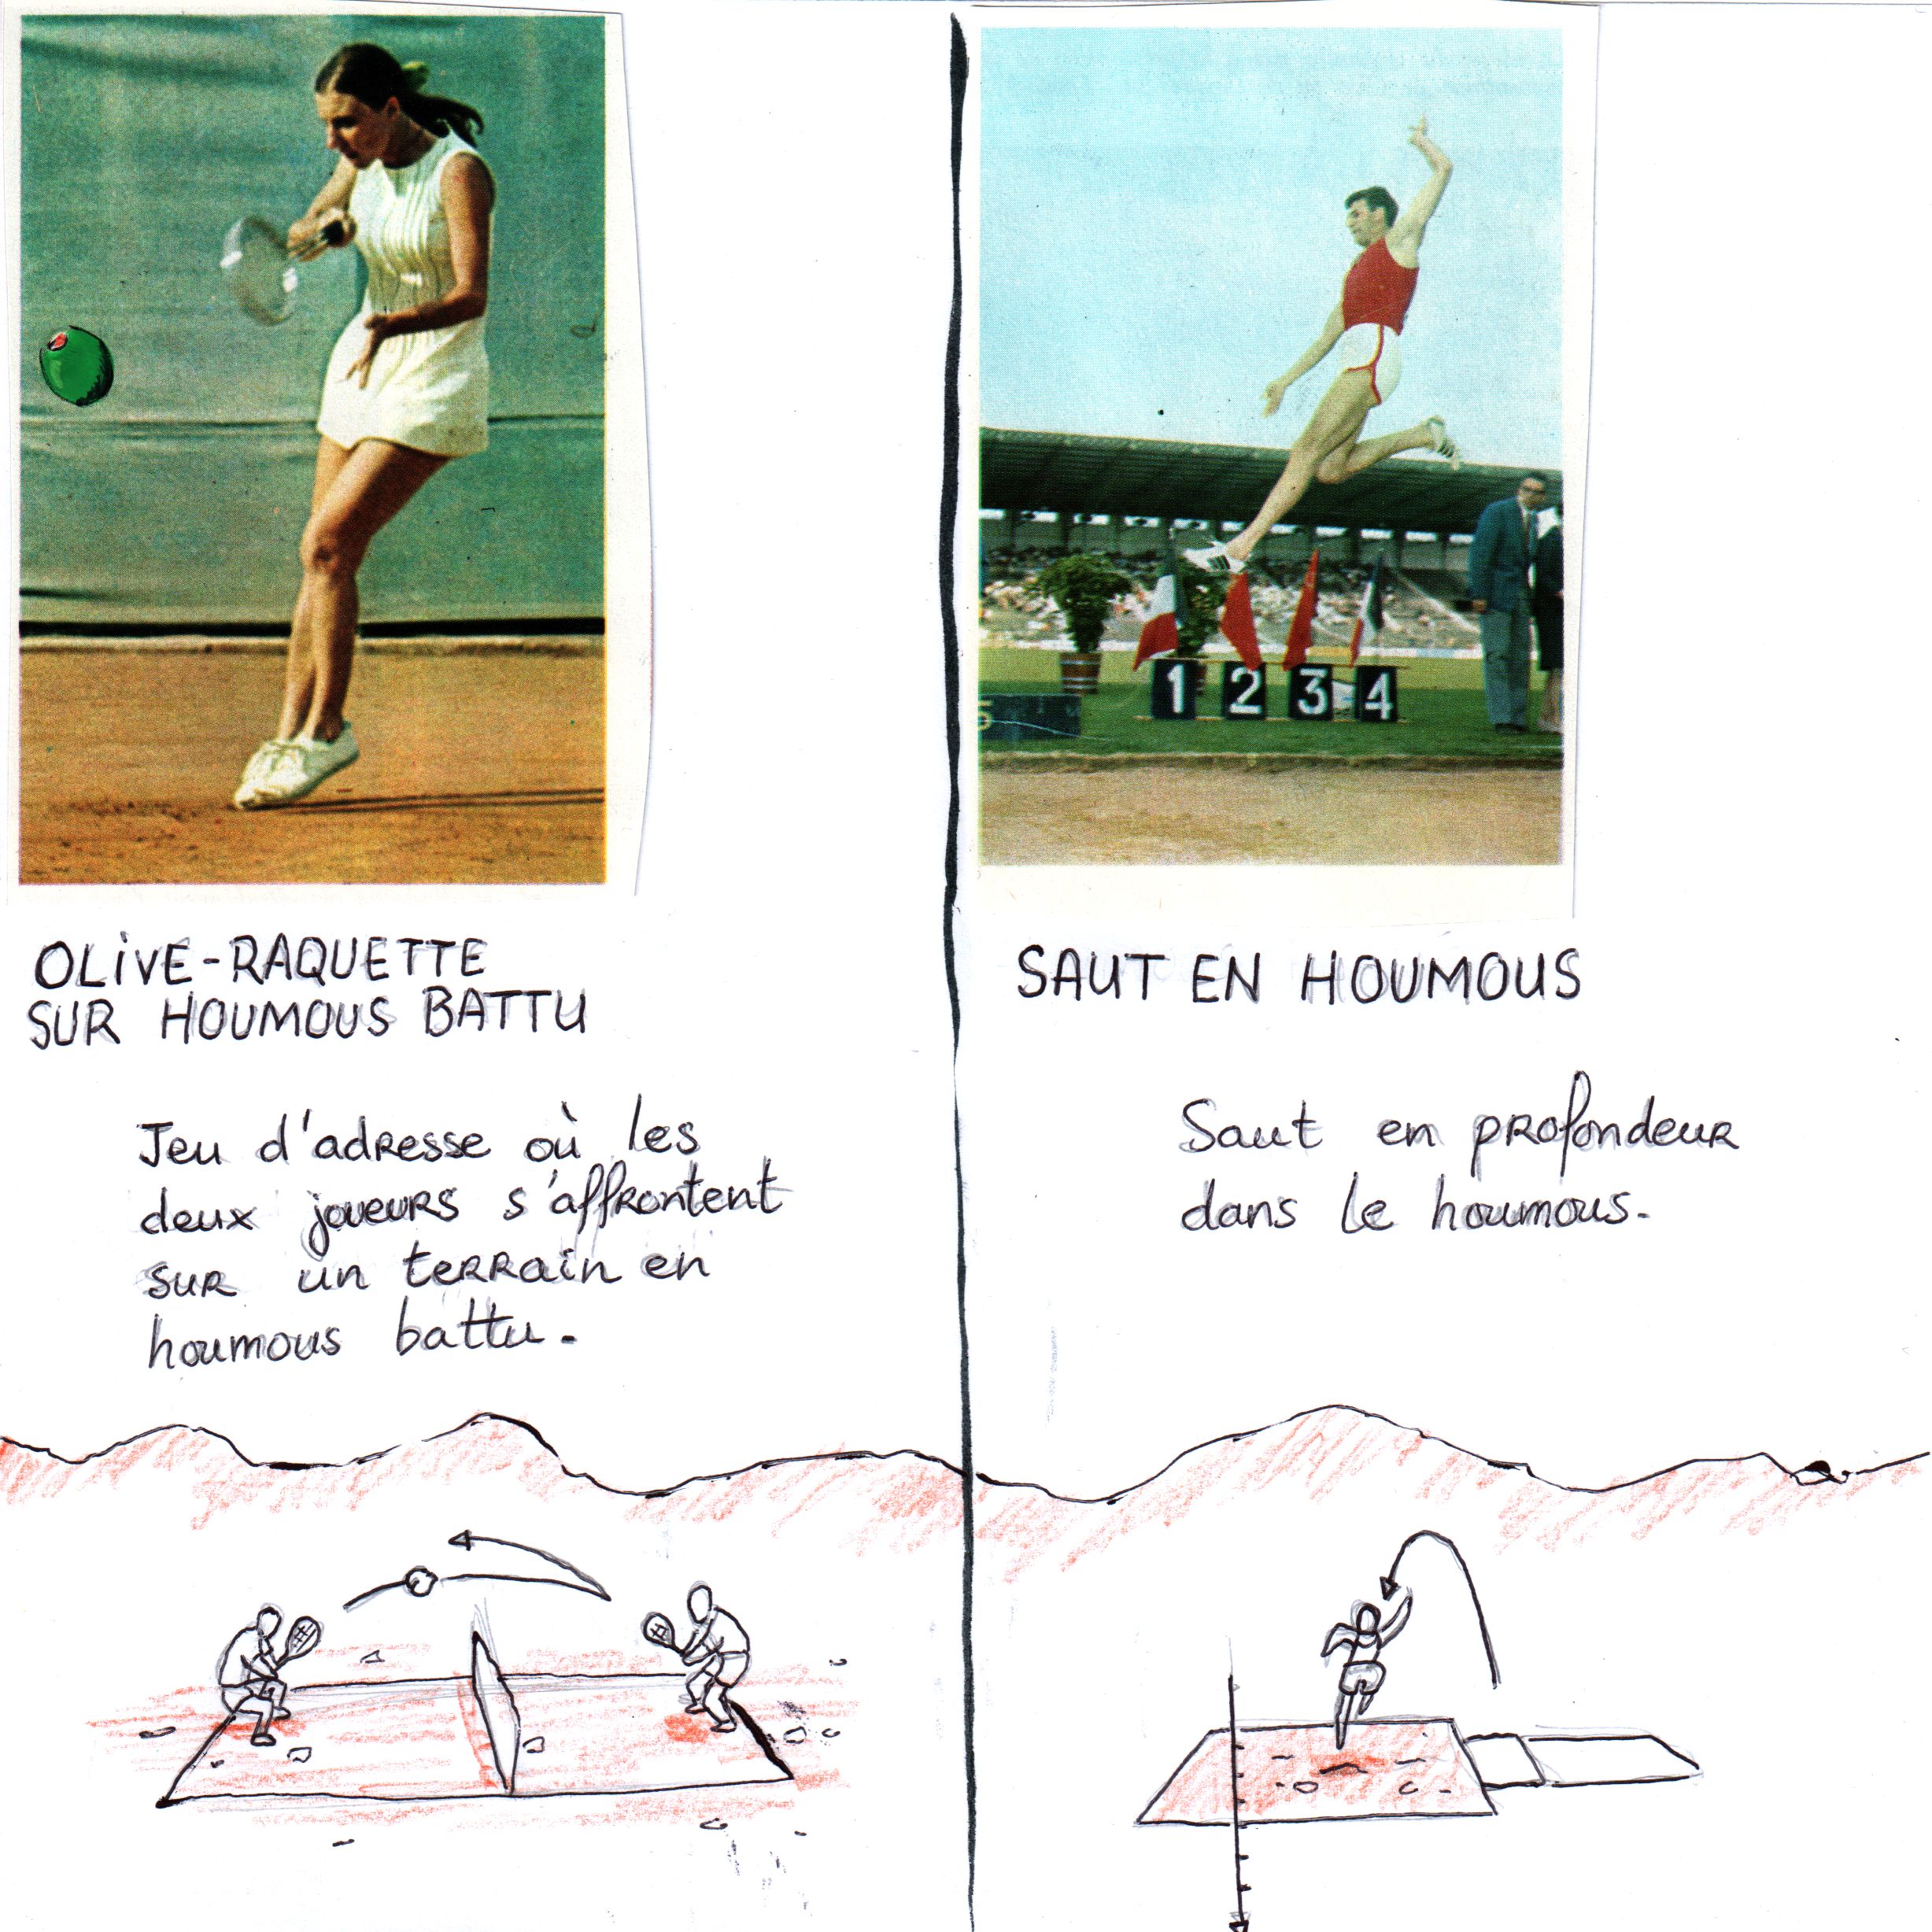 5
1 2 3 4
OLiVE-RAQUETTE
SUR HOUMOUS BATTU
Jeu d'adresse où les
deux joueurs s'affrontent
sur un terrain en
houmous battu.
SAUT EN HOUMOUS
Saut en profondeur
dans le houmous.